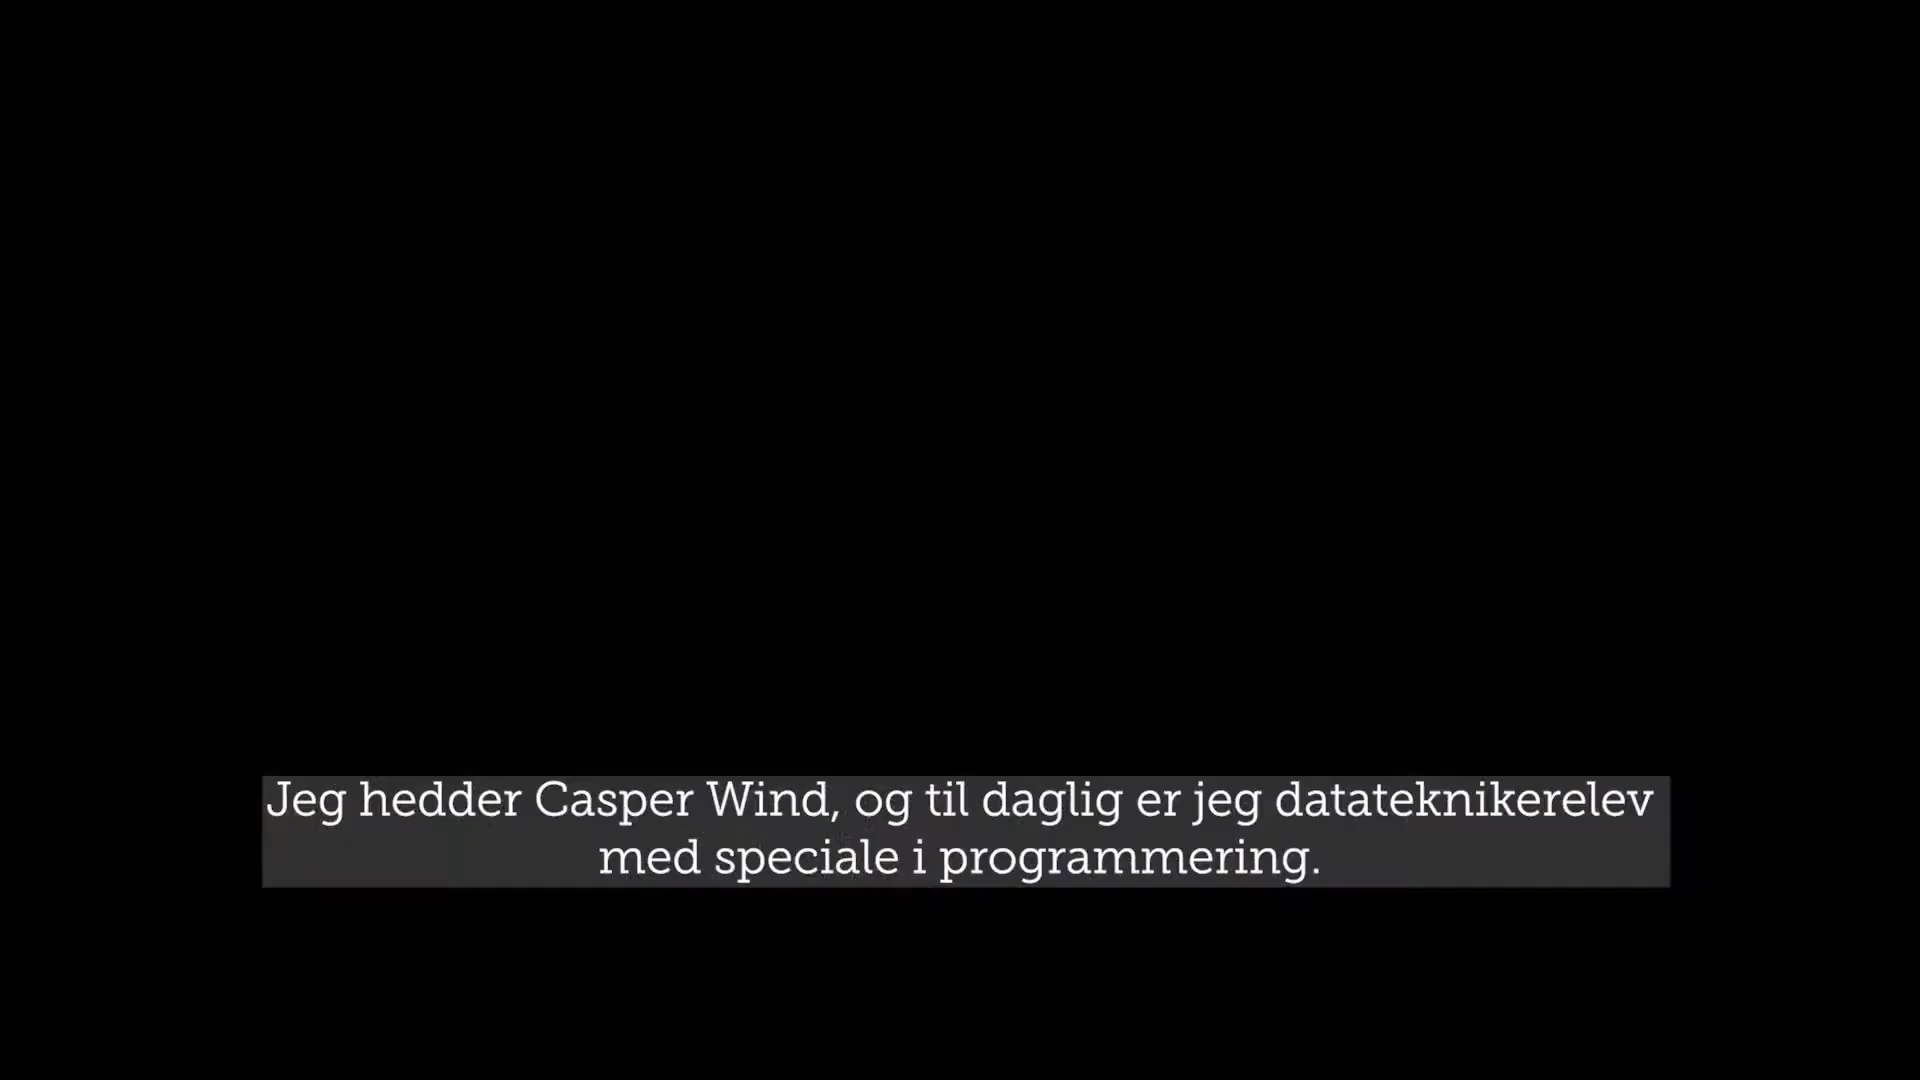 Jeg hedder Casper Wind, og til daglig er jeg datateknikerelev
med speciale i programmering.